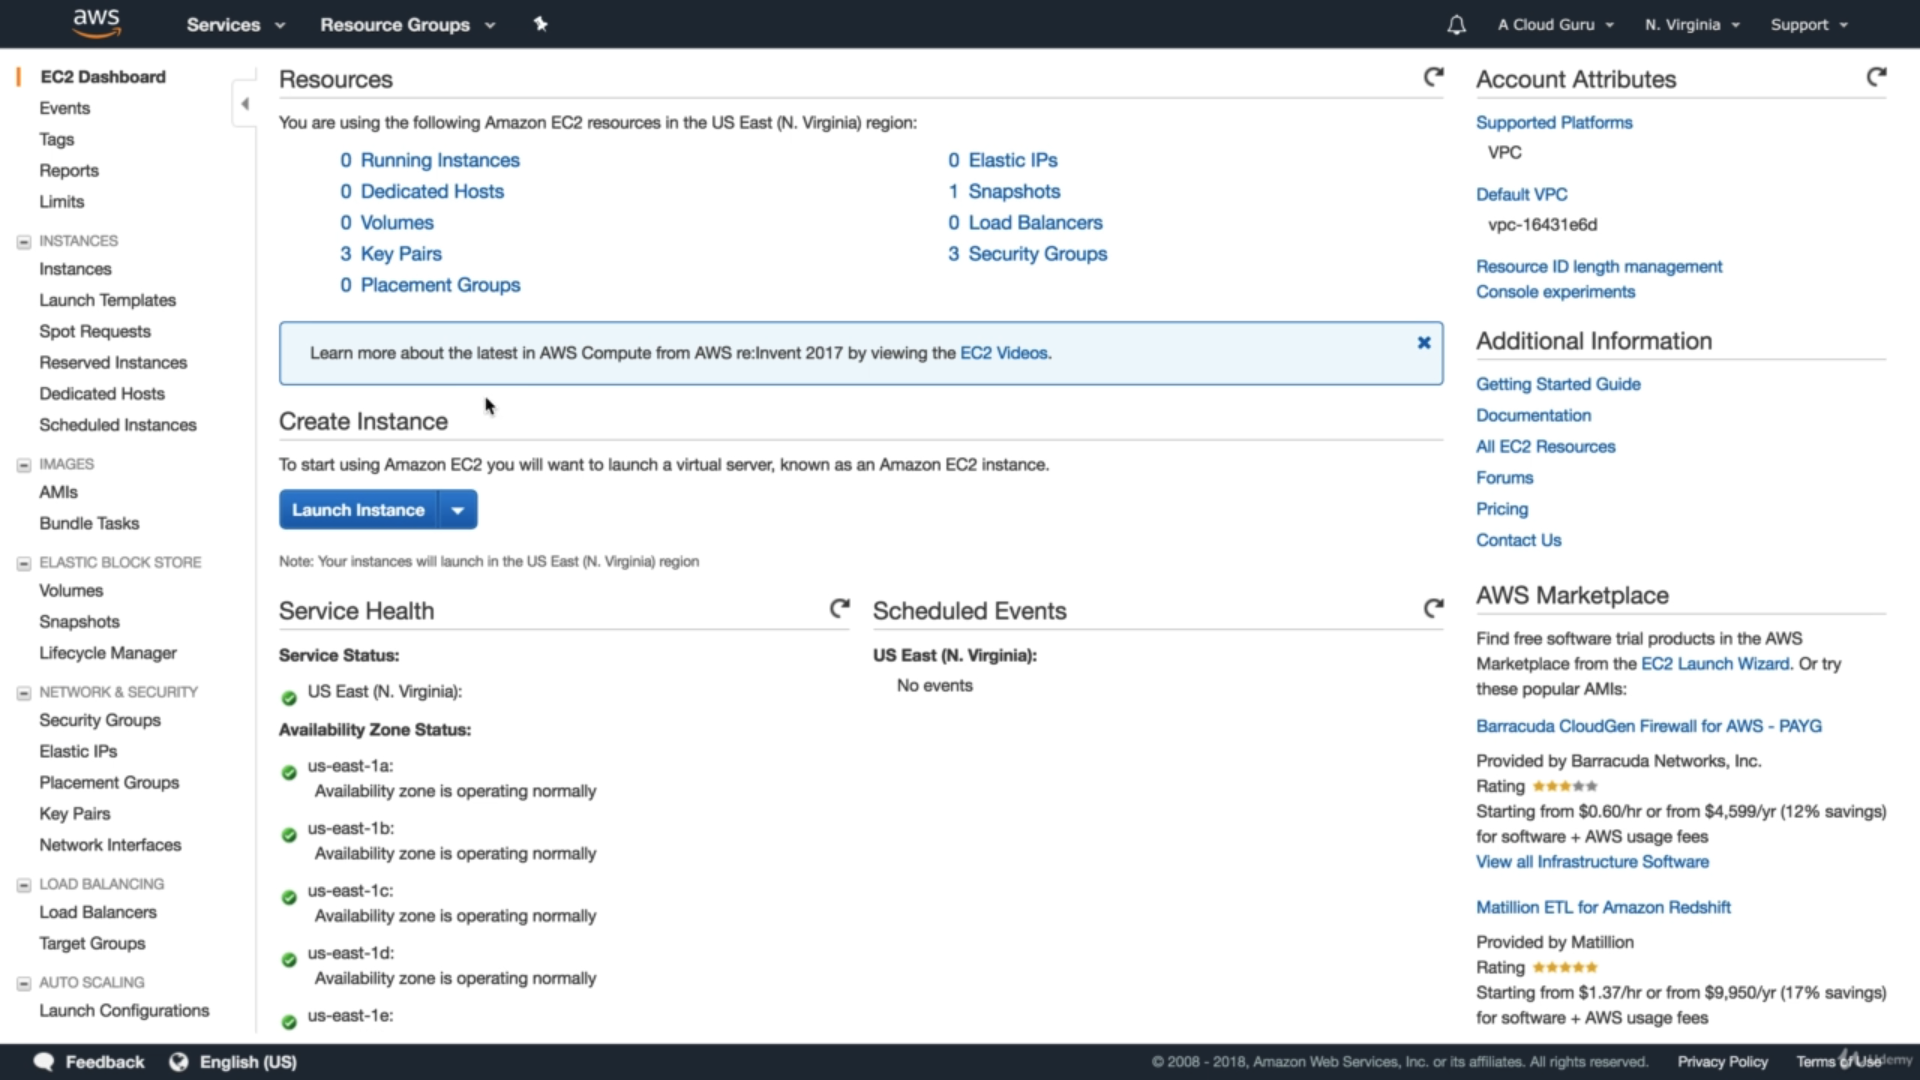 aws
Services
Resource Groups
A Cloud Guru
N. Virginia
Support
EC2 Dashboard
Events
Tags
Reports
Limits
INSTANCES
Instances
Launch Templates
Spot Requests
Reserved Instances
Dedicated Hosts
Scheduled Instances
IMAGES
AMIs
Bundle Tasks
ELASTIC BLOCK STORE
Volumes
Snapshots
Lifecycle Manager
NETWORK & SECURITY
Security Groups
Elastic IPs
Placement Groups
Key Pairs
Network Interfaces
LOAD BALANCING
Load Balancers
Target Groups
AUTO SCALING
Launch Configurations
Resources
You are using the following Amazon EC2 resources in the US East (N. Virginia) region:
0 Running Instances
0 Dedicated Hosts
0 Volumes
3 Key Pairs
0 Placement Groups
0 Elastic IPs
1 Snapshots
0 Load Balancers
3 Security Groups
Learn more about the latest in AWS Compute from AWS re:Invent 2017 by viewing the EC2 Videos.
Create Instance
To start using Amazon EC2 you will want to launch a virtual server, known as an Amazon EC2 instance.
Launch Instance
Note: Your instances will launch in the US East (N. Virginia) region
Service Health
Service Status:
US East (N. Virginia):
Availability Zone Status:
us-east-1a:
Availability zone is operating normally
us-east-1b:
Availability zone is operating normally
us-east-1c:
Availability zone is operating normally
us-east-1d:
Availability zone is operating normally
us-east-1e:
Scheduled Events
US East (N. Virginia):
No events
Account Attributes
Supported Platforms
VPC
Default VPC
vpc-16431e6d
Resource ID length management
Console experiments
Additional Information
Getting Started Guide
Documentation
All EC2 Resources
Forums
Pricing
Contact Us
AWS Marketplace
Find free software trial products in the AWS
Marketplace from the EC2 Launch Wizard. Or try
these popular AMIs:
Barracuda CloudGen Firewall for AWS - PAYG
Provided by Barracuda Networks, Inc.
Rating
Starting from $0.60/hr or from $4,599/yr (12% savings)
for software + AWS usage fees
View all Infrastructure Software
Matillion ETL for Amazon Redshift
Provided by Matillion
Rating
Starting from $1.37/hr or from $9,950/yr (17% savings)
for software + AWS usage fees
Feedback
English (US)
© 2008 - 2018, Amazon Web Services, Inc. or its affiliates. All rights reserved.
Privacy Policy
Terms of Use